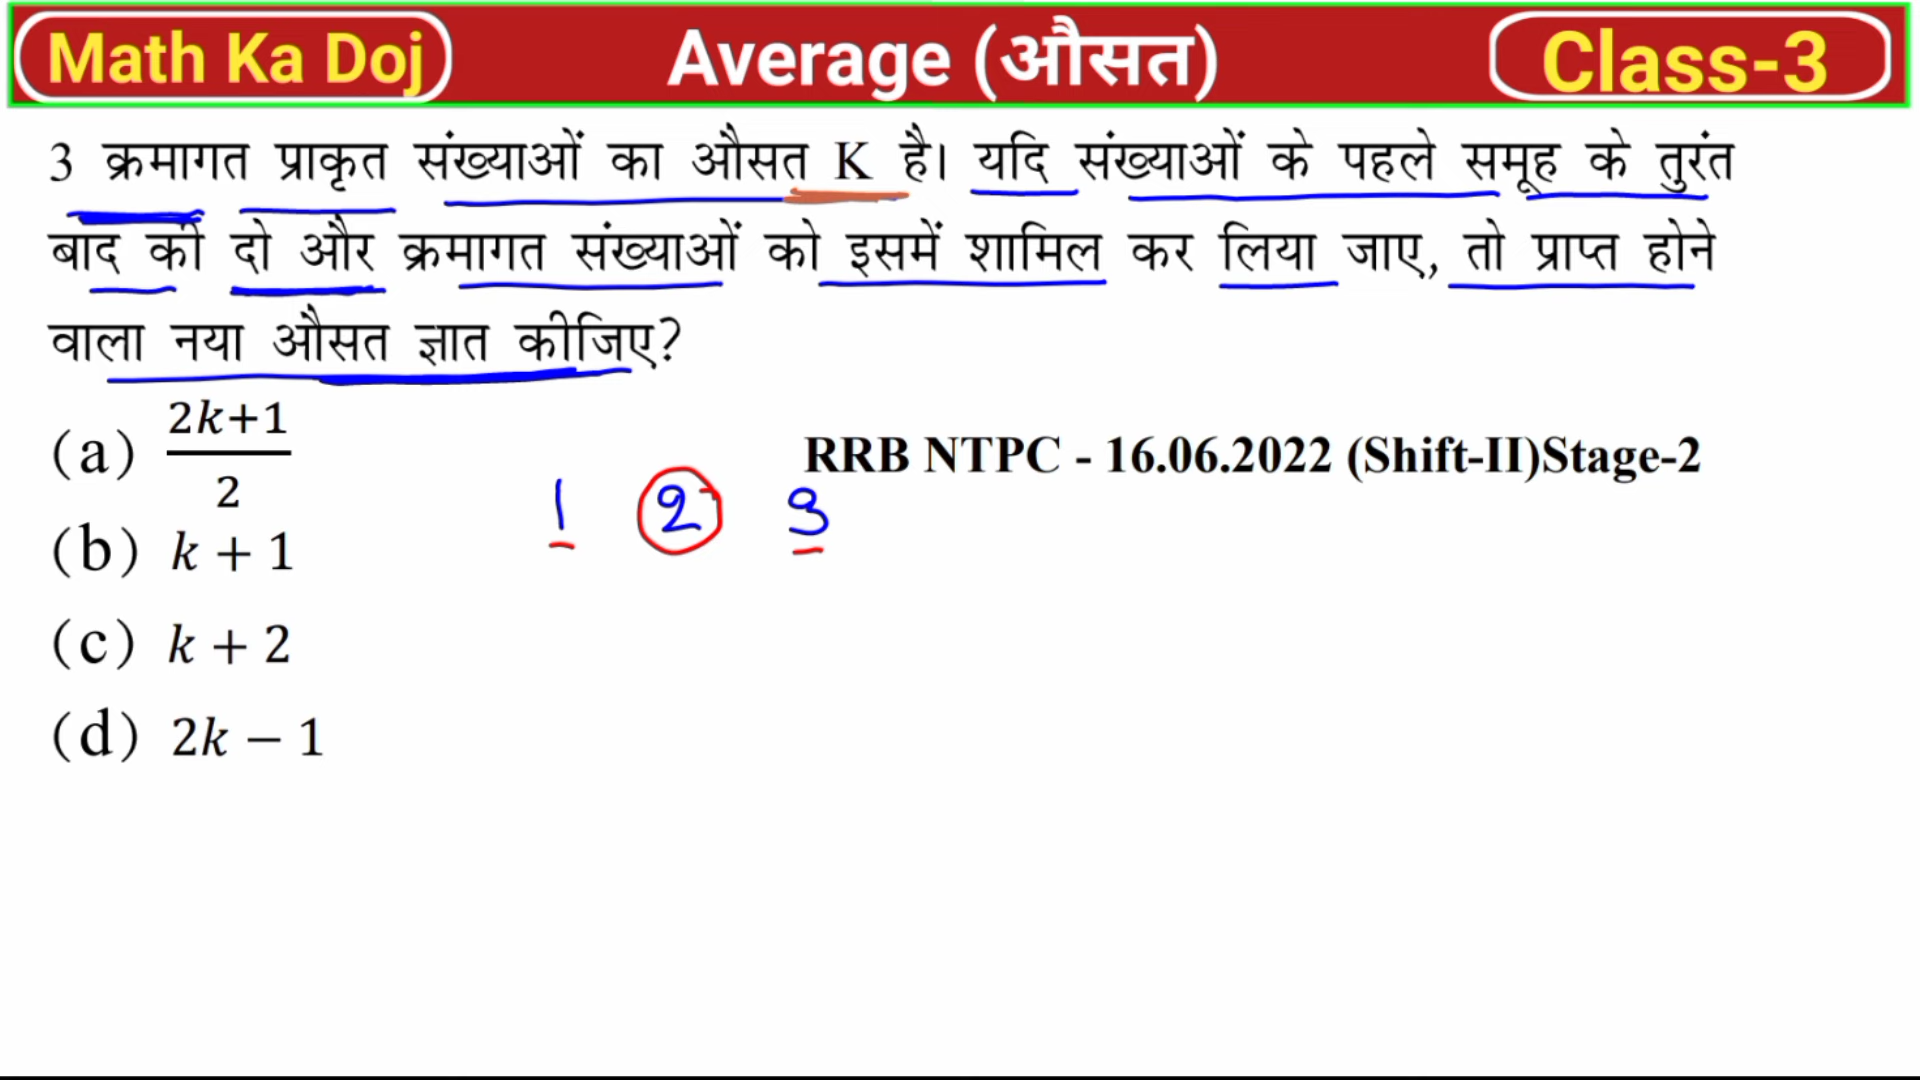 Math Ka Doj
Average (औसत)
Class-3
3 क्रमागत प्राकृत संख्याओं का औसत K है। यदि संख्याओं के पहले समूह के तुरंत
बाद की दो और क्रमागत संख्याओं को इसमें शामिल कर लिया जाए, तो प्राप्त होने
वाला नया औसत ज्ञात कीजिए?
(a) \frac{2k+1}{2}
RRB NTPC - 16.06.2022 (Shift-II)Stage-2
1 2 3
(b) k + 1
(c) k + 2
(d) 2k − 1